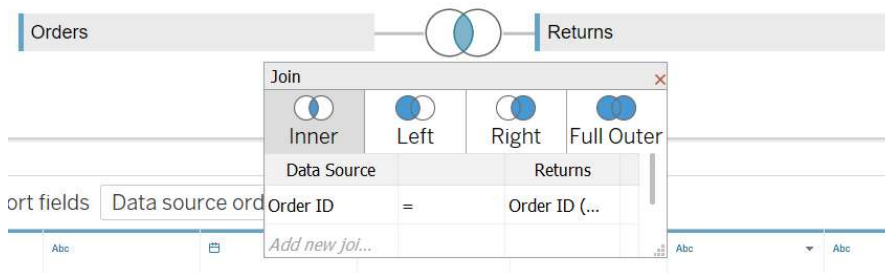 Orders
Returns
Join
Inner
Left
Right
Full Outer
Data Source
Returns
Order ID
=
Order ID (...
Add new joi...
ort fields
Data source ord
Abc
Abc
Abc